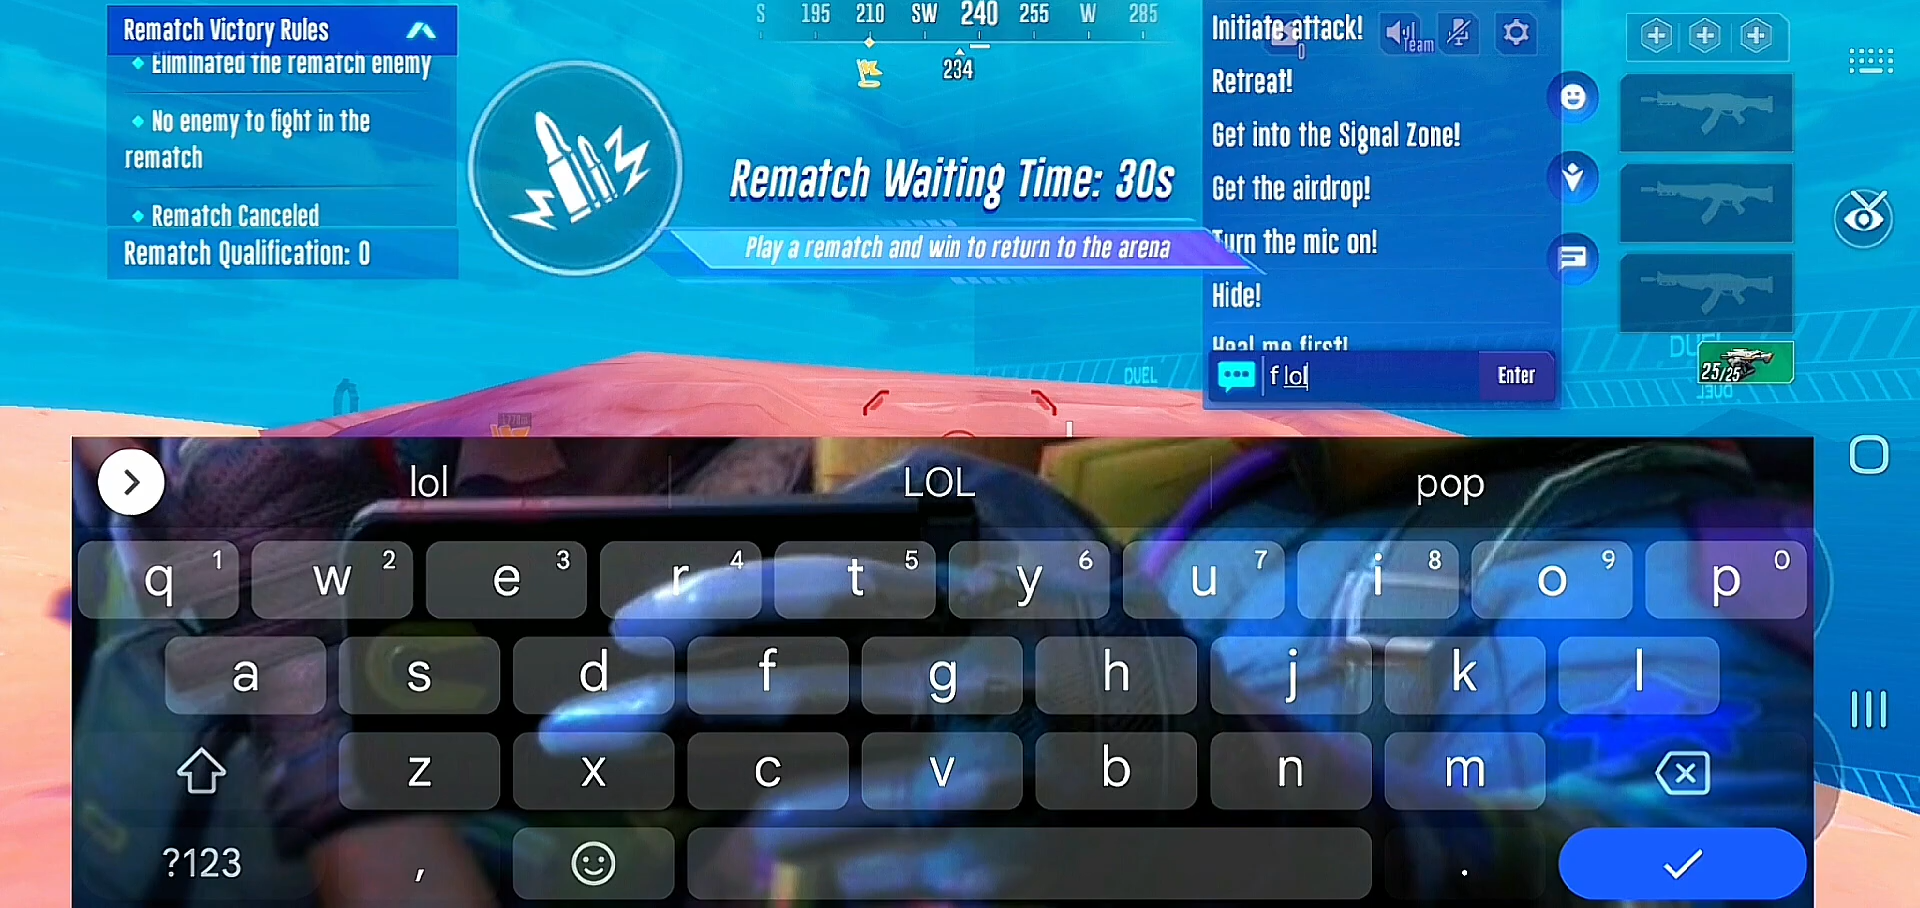 Rematch Victory Rules
Eliminated the rematch enemy
No enemy to fight in the
rematch
Rematch Canceled
Rematch Qualification: 0
S 195 210 SW 240 255 W 285
234
Rematch Waiting Time: 30s
Play a rematch and win to return to the arena
Initiate attack!
0
Team
Retreat!
Get into the Signal Zone!
Get the airdrop!
Turn the mic on!
Hide!
Heal me first!
f lol
Enter
DUEL
25/25
lol LOL pop
q 1 w 2 e 3 r 4 t 5 y 6 u 7 i 8 o 9 p 0
a s d f g h j k l
z x c v b n m
?123 , .